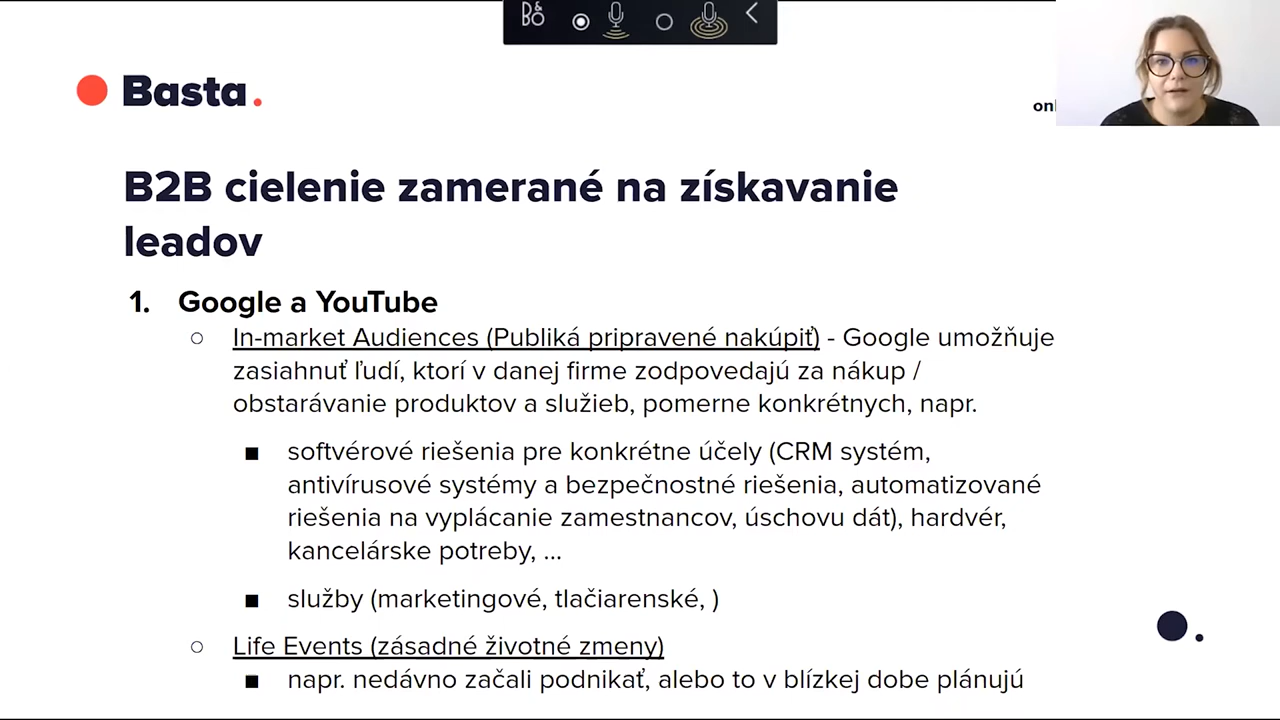 B&O
Basta.
onl
B2B cielenie zamerané na získavanie
leadov
1. Google a YouTube
○ In-market Audiences (Publiká pripravené nakúpiť) - Google umožňuje
zasiahnuť ľudí, ktorí v danej firme zodpovedajú za nákup /
obstarávanie produktov a služieb, pomerne konkrétnych, napr.
■ softvérové riešenia pre konkrétne účely (CRM systém,
antivírusové systémy a bezpečnostné riešenia, automatizované
riešenia na vyplácanie zamestnancov, úschovu dát), hardvér,
kancelárske potreby, ...
■ služby (marketingové, tlačiarenské, )
○ Life Events (zásadné životné zmeny)
■ napr. nedávno začali podnikať, alebo to v blízkej dobe plánujú